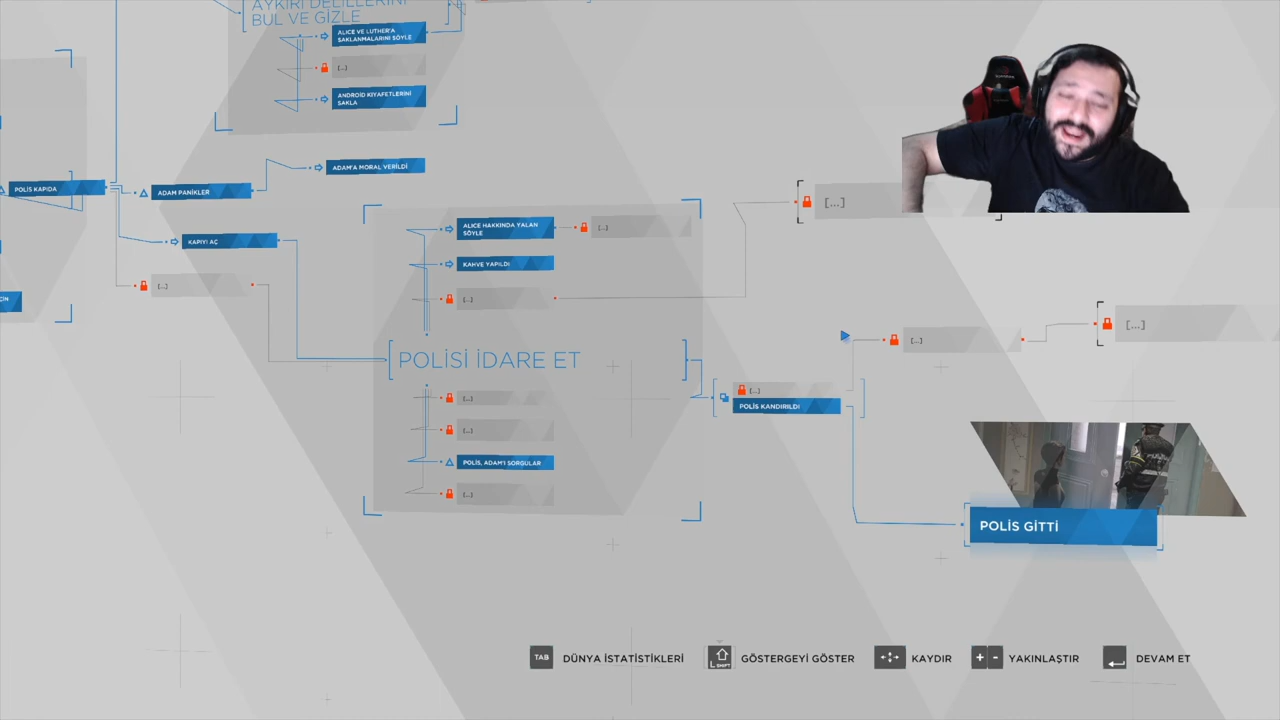 AYKIRI DELİLLERİNİ
BUL VE GİZLE
ALICE VE LUTHER'A
SAKLANMALARINI SÖYLE
[...]
ANDROID KIYAFETLERİNİ
SAKLA
POLİS KAPIDA
ADAM PANİKLER
ADAM'A MORAL VERİLDİ
KAPIYI AÇ
[...]
ALICE HAKKINDA YALAN
SÖYLE
[...]
KAHVE YAPILDI
[...]
[...]
POLİSİ İDARE ET
[...]
[...]
POLİS, ADAM'I SORGULAR
[...]
[...]
POLİS KANDIRILDI
[...]
[...]
POLİS GİTTİ
TAB
DÜNYA İSTATİSTİKLERİ
L SHIFT
GÖSTERGEYİ GÖSTER
KAYDIR
+ -
YAKINLAŞTIR
DEVAM ET